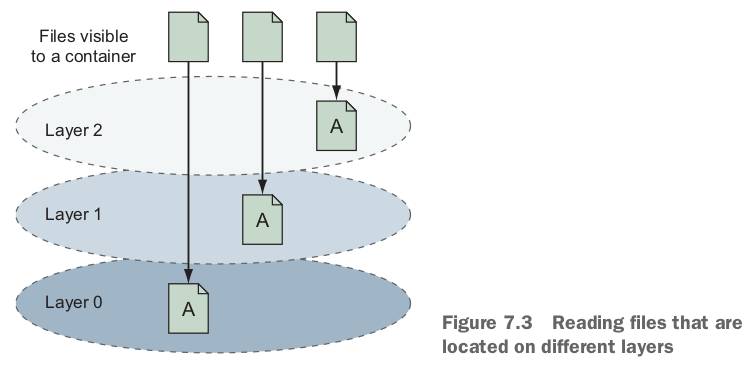 Files visible
to a container
Layer 2
A
Layer 1
A
Layer 0
A
Figure 7.3 Reading files that are
located on different layers